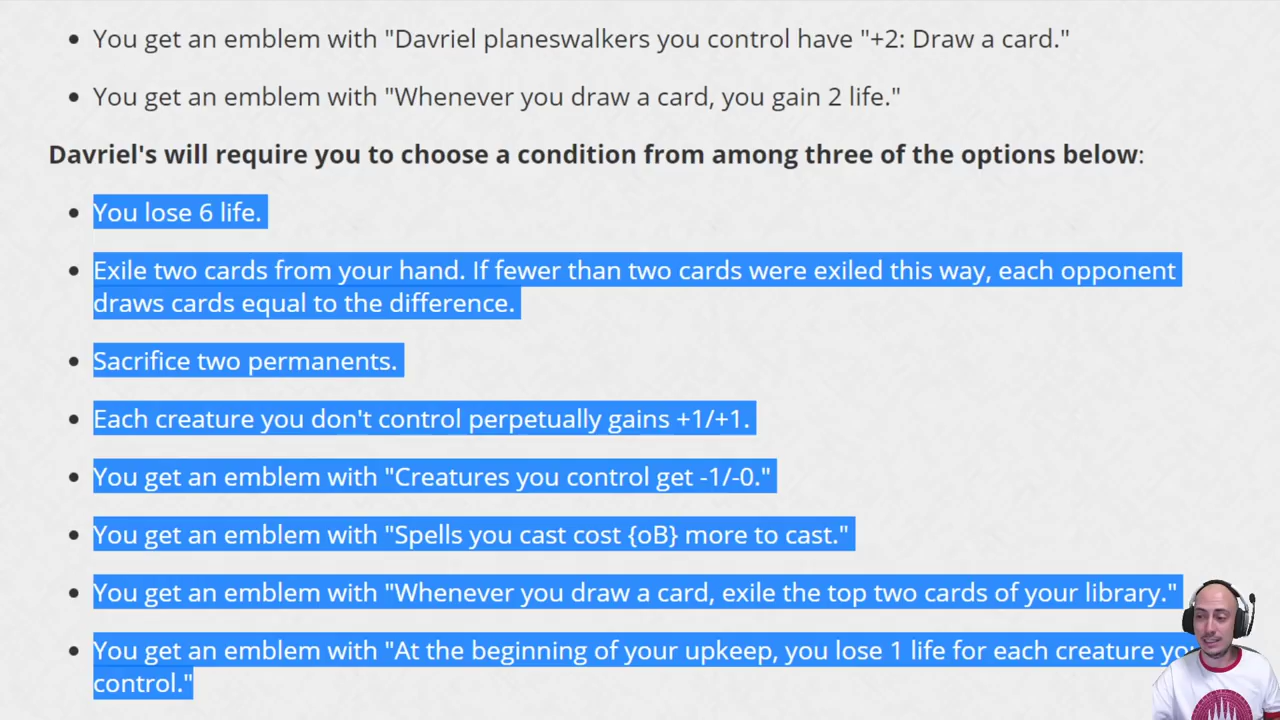 You get an emblem with "Davriel planeswalkers you control have "+2: Draw a card."
You get an emblem with "Whenever you draw a card, you gain 2 life."
Davriel's will require you to choose a condition from among three of the options below:
You lose 6 life.
Exile two cards from your hand. If fewer than two cards were exiled this way, each opponent
draws cards equal to the difference.
Sacrifice two permanents.
Each creature you don't control perpetually gains +1/+1.
You get an emblem with "Creatures you control get -1/-0."
You get an emblem with "Spells you cast cost {oB} more to cast."
You get an emblem with "Whenever you draw a card, exile the top two cards of your library."
You get an emblem with "At the beginning of your upkeep, you lose 1 life for each creature
control."